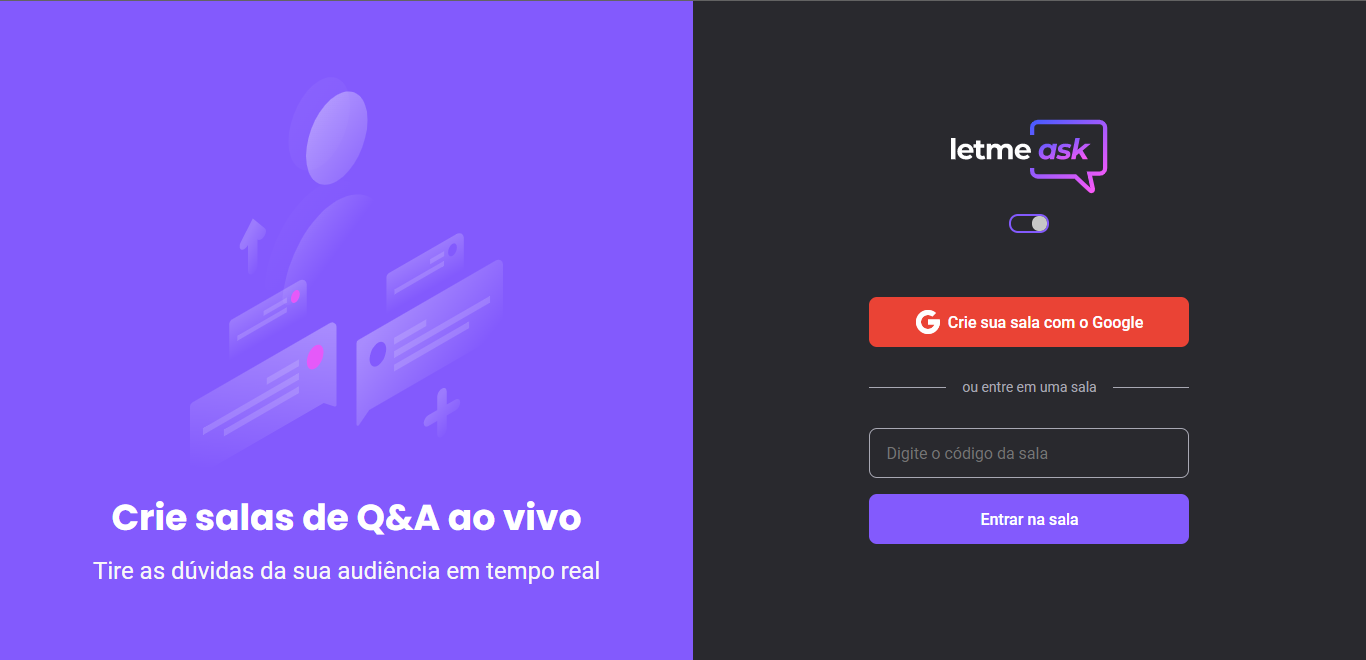 Crie salas de Q&A ao vivo
Tire as dúvidas da sua audiência em tempo real
letme ask
Crie sua sala com o Google
ou entre em uma sala
Digite o código da sala
Entrar na sala